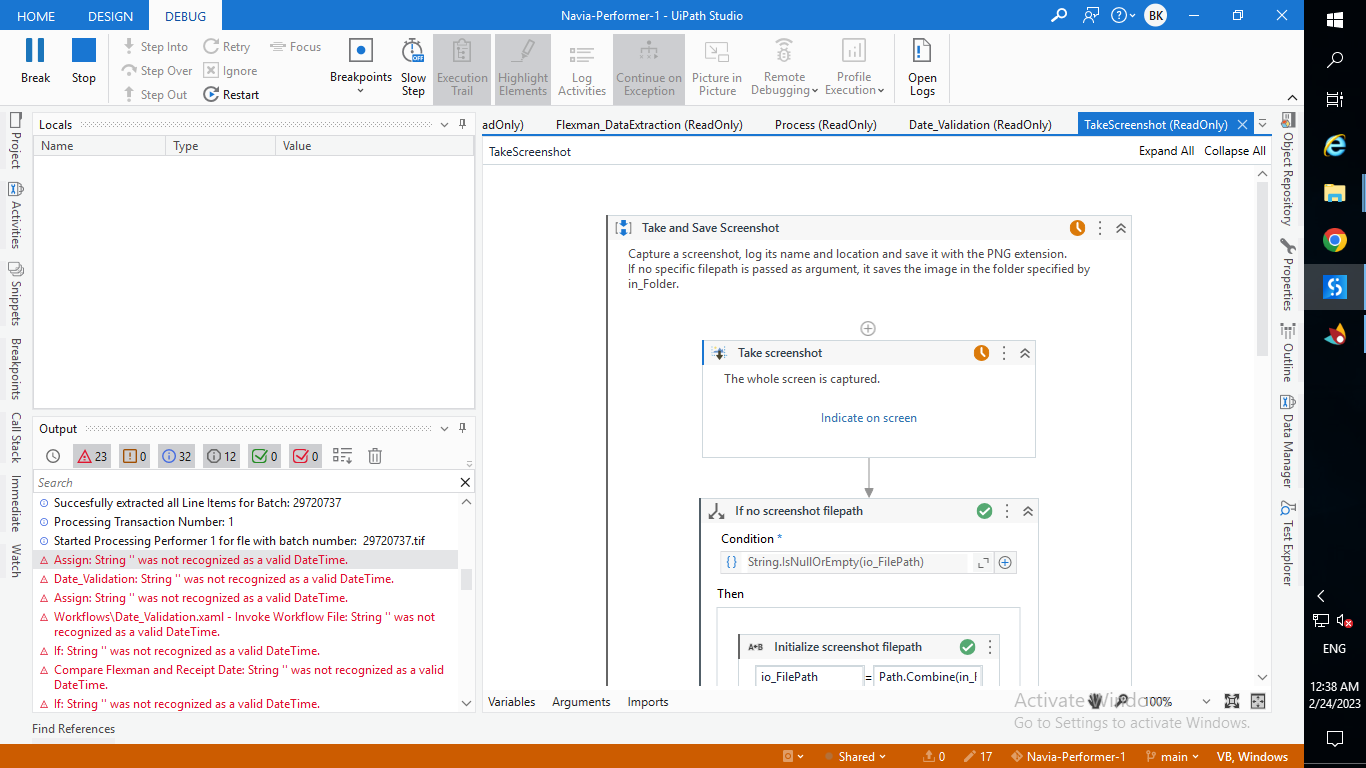 HOME DESIGN DEBUG Navia-Performer-1 - UiPath Studio BK
Break
Stop
Step Into
Step Over
Step Out
Retry
Ignore
Restart
Focus
Breakpoints
Slow
Step
OFF
Execution
Trail
Highlight
Elements
Log
Activities
Continue on
Exception
Picture in
Picture
Remote
Debugging
Profile
Execution
Open
Logs
Project
Activities
Snippets
Breakpoints
Call Stack
Immediate
Watch
Locals
Name Type Value
Output
23 0 32 12 0 0
Search
Succesfully extracted all Line Items for Batch: 29720737
Processing Transaction Number: 1
Started Processing Performer 1 for fle with batch number: 29720737.tif
Assign: String '' was not recognized as a valid DateTime.
Date_Validation: String '' was not recognized as a valid DateTime.
Assign: String '' was not recognized as a valid DateTime.
Workflows\Date_Validation.xaml - Invoke Workflow File: String '' was not
recognized as a valid DateTime.
If: String '' was not recognized as a valid DateTime.
Compare Flexman and Receipt Date: String '' was not recognized as a valid
DateTime.
If: String '' was not recognized as a valid DateTime.
Find References
adOnly) Flexman_DataExtraction (ReadOnly) Process (ReadOnly) Date_Validation (ReadOnly) TakeScreenshot (ReadOnly)
TakeScreenshot Expand All Collapse All
Take and Save Screenshot
Capture a screenshot, log its name and location and save it with the PNG extension.
If no specific filepath is passed as argument, it saves the image in the folder specified by
in_Folder.
Take screenshot
The whole screen is captured.
Indicate on screen
If no screenshot filepath
Condition *
String.IsNullOrEmpty(io_FilePath)
Then
A*B Initialize screenshot filepath
io_FilePath = Path.Combine(in_F
Variables Arguments Imports 100%
Activate Windows
Go to Settings to activate Windows.
Object Repository
Properties
Outline
Data Manager
Test Explorer
Shared 0 17 Navia-Performer-1 main VB, Windows
ENG
12:38 AM
2/24/2023